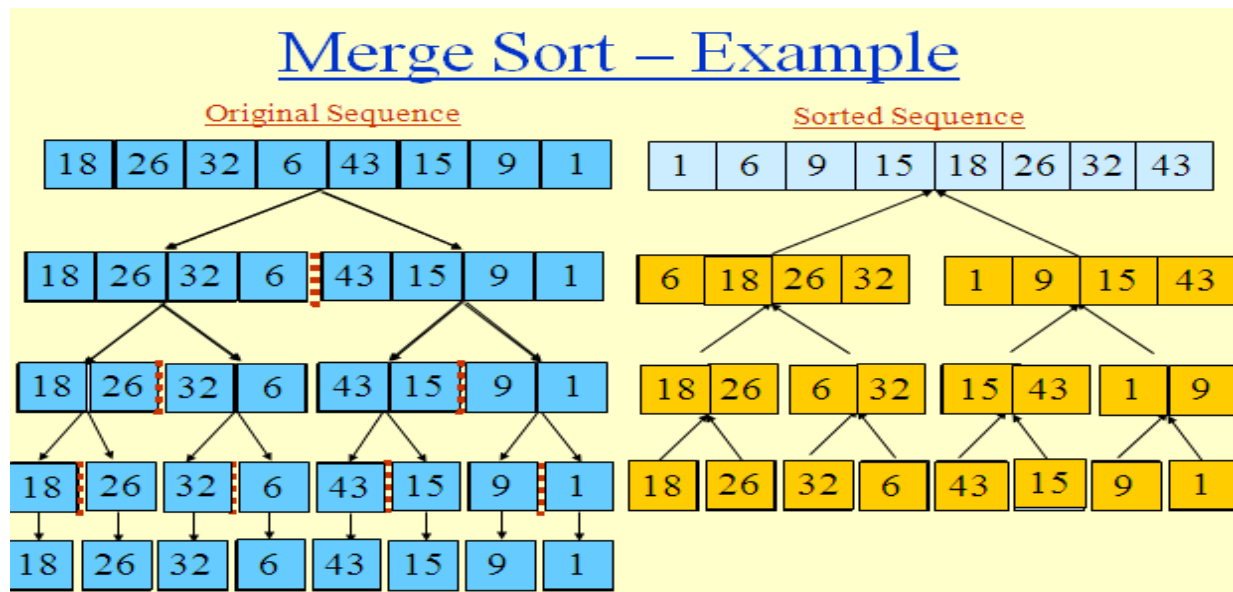 Merge Sort – Example
Original Sequence
18 26 32 6 43 15 9 1
18 26 32 6 43 15 9 1
18 26 32 6 43 15 9 1
18 26 32 6 43 15 9 1
18 26 32 6 43 15 9 1
Sorted Sequence
1 6 9 15 18 26 32 43
6 18 26 32 1 9 15 43
18 26 6 32 15 43 1 9
18 26 32 6 43 15 9 1